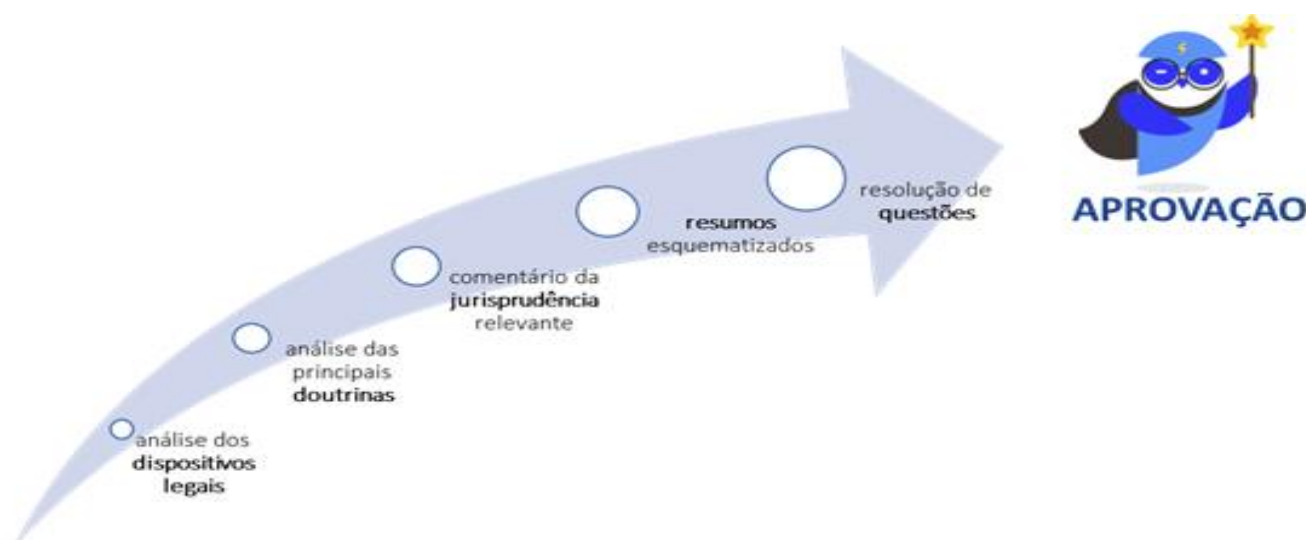 análise dos
dispositivos
legais
análise das
principais
doutrinas
comentário da
jurisprudência
relevante
resumos
esquematizados
resolução de
questões
APROVAÇÃO